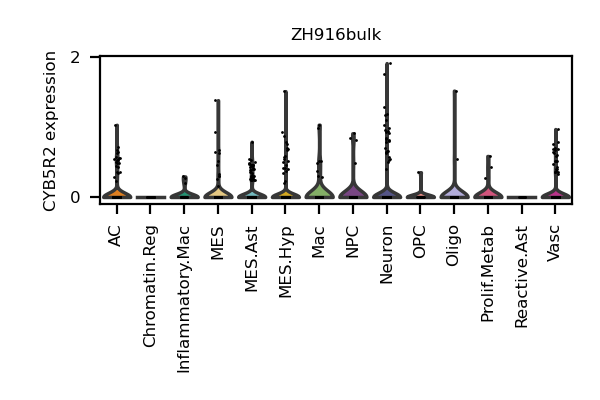 ZH916bulk
CYB5R2 expression
2
0
AC
Chromatin.Reg
Inflammatory.Mac
MES
MES.Ast
MES.Hyp
Mac
NPC
Neuron
OPC
Oligo
Prolif.Metab
Reactive.Ast
Vasc